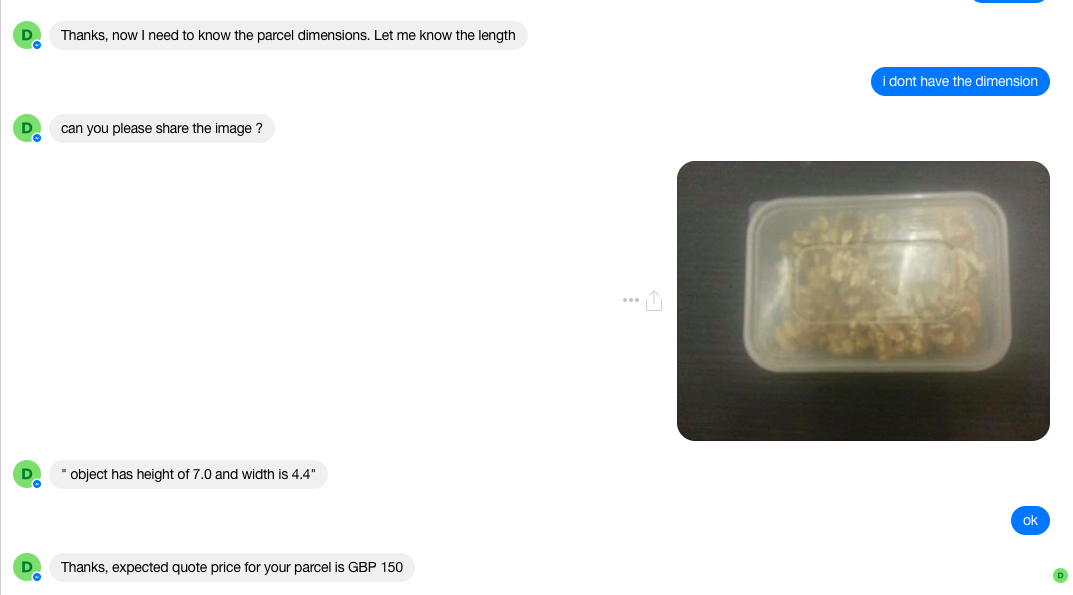 D
Thanks, now I need to know the parcel dimensions. Let me know the length
i dont have the dimension
D
can you please share the image ?
D
" object has height of 7.0 and width is 4.4"
ok
D
Thanks, expected quote price for your parcel is GBP 150
D